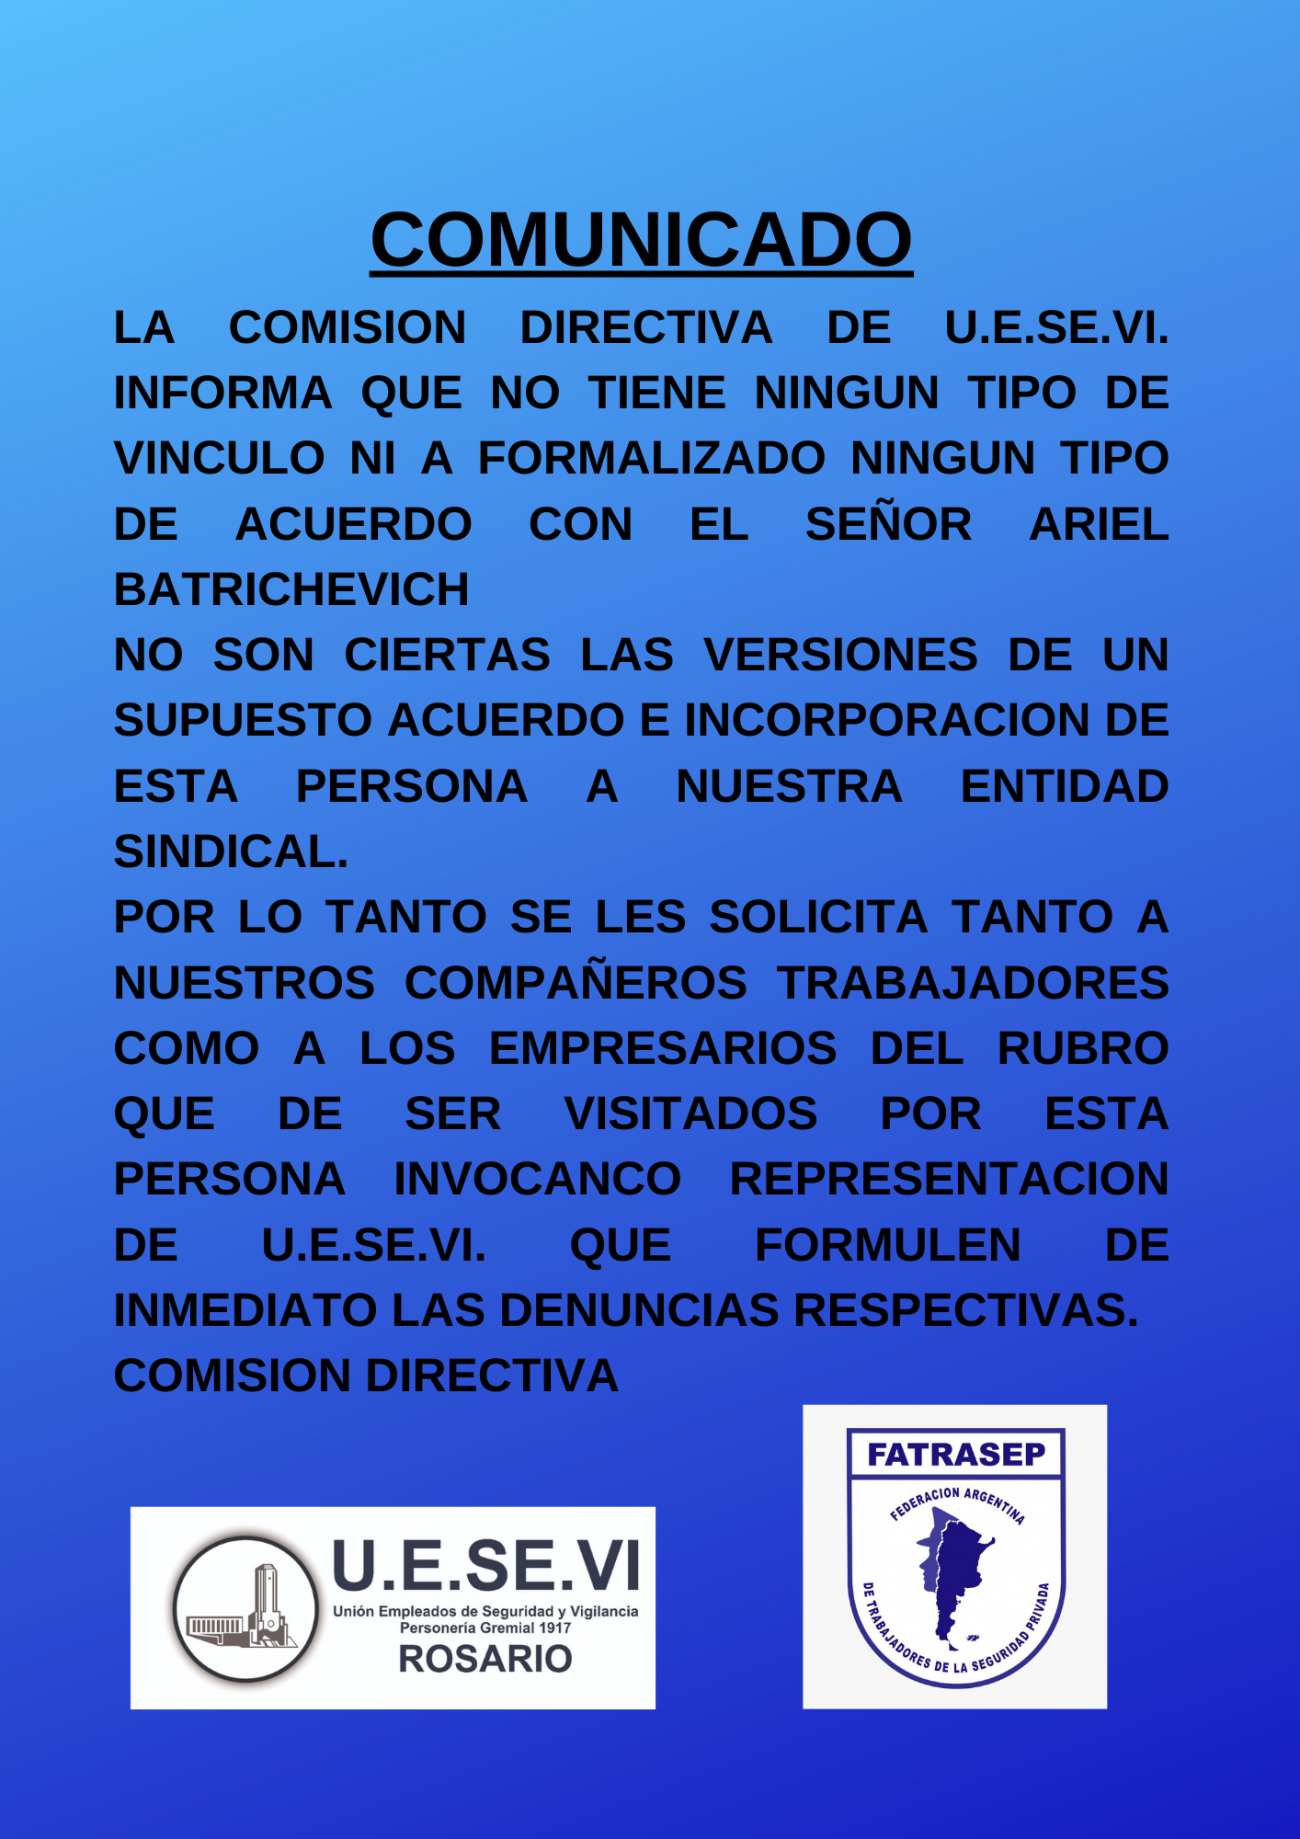 COMUNICADO
LA COMISION DIRECTIVA DE U.E.SE.VI.
INFORMA QUE NO TIENE NINGUN TIPO DE
VINCULO NI A FORMALIZADO NINGUN TIPO
DE ACUERDO CON EL SEÑOR ARIEL
BATRICHEVICH
NO SON CIERTAS LAS VERSIONES DE UN
SUPUESTO ACUERDO E INCORPORACION DE
ESTA PERSONA A NUESTRA ENTIDAD
SINDICAL.
POR LO TANTO SE LES SOLICITA TANTO A
NUESTROS COMPAÑEROS TRABAJADORES
COMO A LOS EMPRESARIOS DEL RUBRO
QUE DE SER VISITADOS POR ESTA
PERSONA INVOCANCO REPRESENTACION
DE U.E.SE.VI. QUE FORMULEN DE
INMEDIATO LAS DENUNCIAS RESPECTIVAS.
COMISION DIRECTIVA
U.E.SE.VI
Unión Empleados de Seguridad y Vigilancia
Personería Gremial 1917
ROSARIO
FATRASEP
FEDERACION ARGENTINA
DE TRABAJADORES DE LA SEGURIDAD PRIVADA